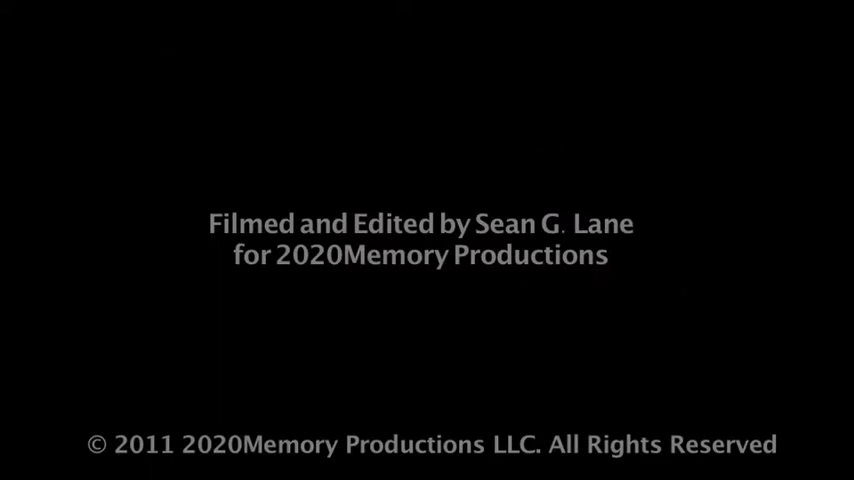 Filmed and Edited by Sean G. Lane
for 2020Memory Productions
© 2011 2020Memory Productions LLC. All Rights Reserved